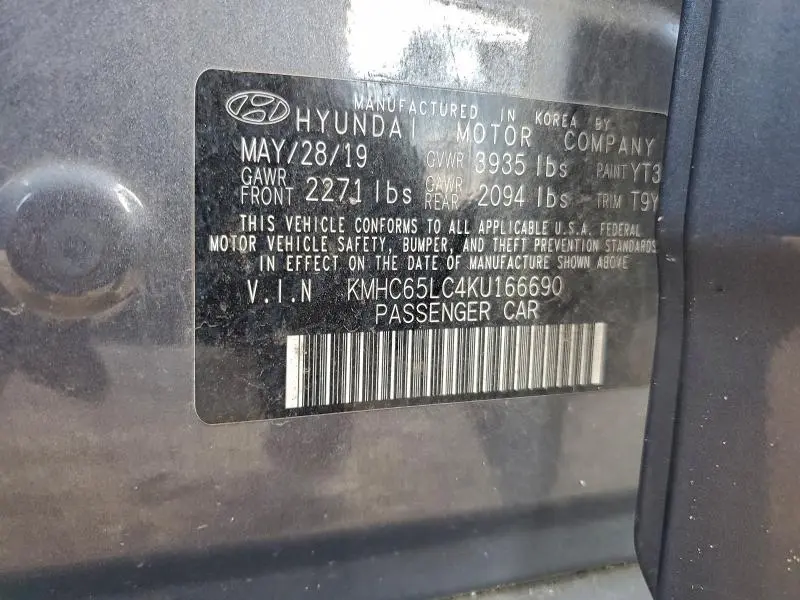 MANUFACTURED IN KOREA BY
HYUNDAI MOTOR COMPANY
MAY/28/19 GVWR 3935 lbs PAINT YT3
GAWR FRONT 2271 lbs GAWR REAR 2094 lbs TRIM T9Y
THIS VEHICLE CONFORMS TO ALL APPLICABLE U.S.A. FEDERAL
MOTOR VEHICLE SAFETY, BUMPER, AND THEFT PREVENTION STANDARDS
IN EFFECT ON THE DATE OF MANUFACTURE SHOWN ABOVE
V.I.N KMHC65LC4KU166690
PASSENGER CAR